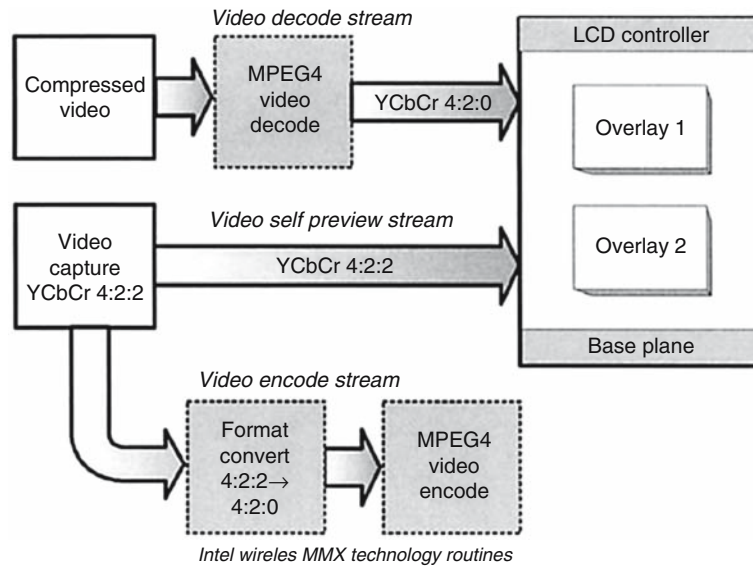 Video decode stream
Compressed
video
MPEG4
video
decode
YCbCr 4:2:0
LCD controller
Overlay 1
Overlay 2
Base plane
Video self preview stream
Video
capture
YCbCr 4:2:2
YCbCr 4:2:2
Video encode stream
Format
convert
4:2:2→
4:2:0
MPEG4
video
encode
Intel wireles MMX technology routines